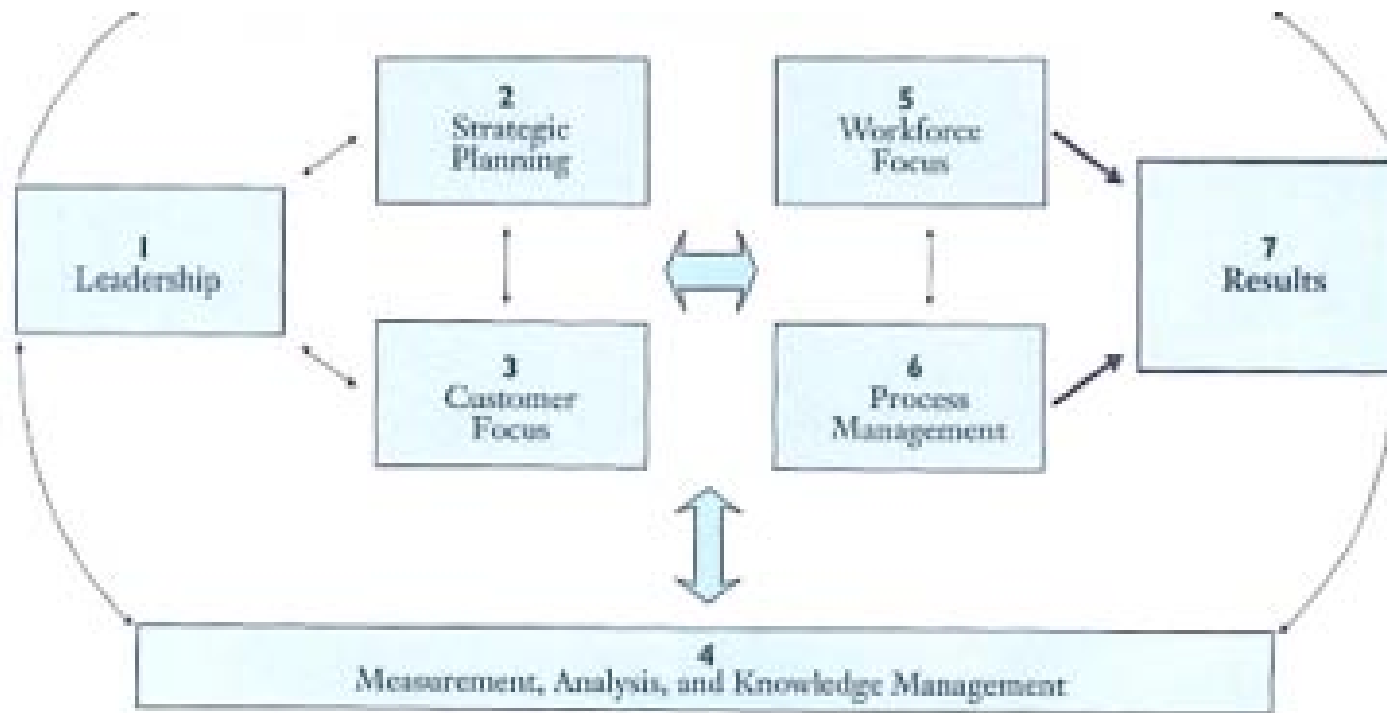 2
Strategic
Planning
5
Workforce
Focus
1
Leadership
7
Results
3
Customer
Focus
6
Process
Management
4
Measurement, Analysis, and Knowledge Management